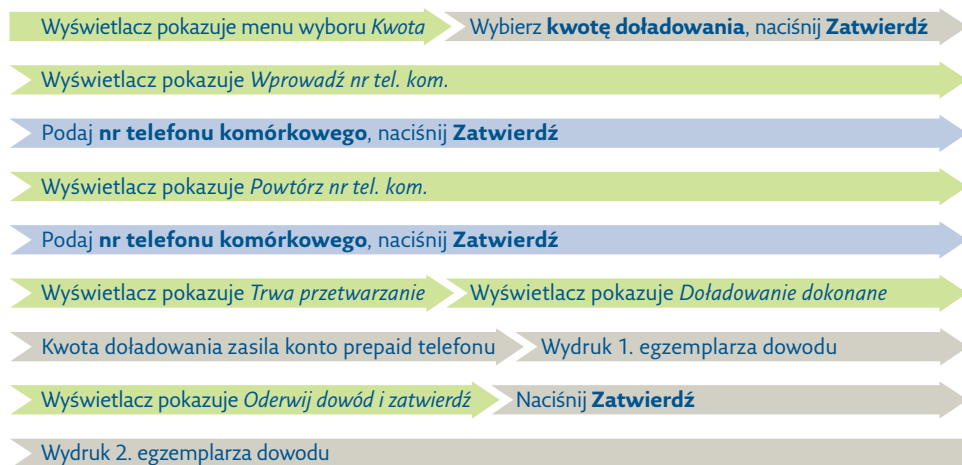 Wyświetlacz pokazuje menu wyboru Kwota Wybierz kwotę doładowania, naciśnij Zatwierdź
Wyświetlacz pokazuje Wprowadź nr tel. kom.
Podaj nr telefonu komórkowego, naciśnij Zatwierdź
Wyświetlacz pokazuje Powtórz nr tel. kom.
Podaj nr telefonu komórkowego, naciśnij Zatwierdź
Wyświetlacz pokazuje Trwa przetwarzanie Wyświetlacz pokazuje Doładowanie dokonane
Kwota doładowania zasila konto prepaid telefonu Wydruk 1. egzemplarza dowodu
Wyświetlacz pokazuje Oderwij dowód i zatwierdź Naciśnij Zatwierdź
Wydruk 2. egzemplarza dowodu